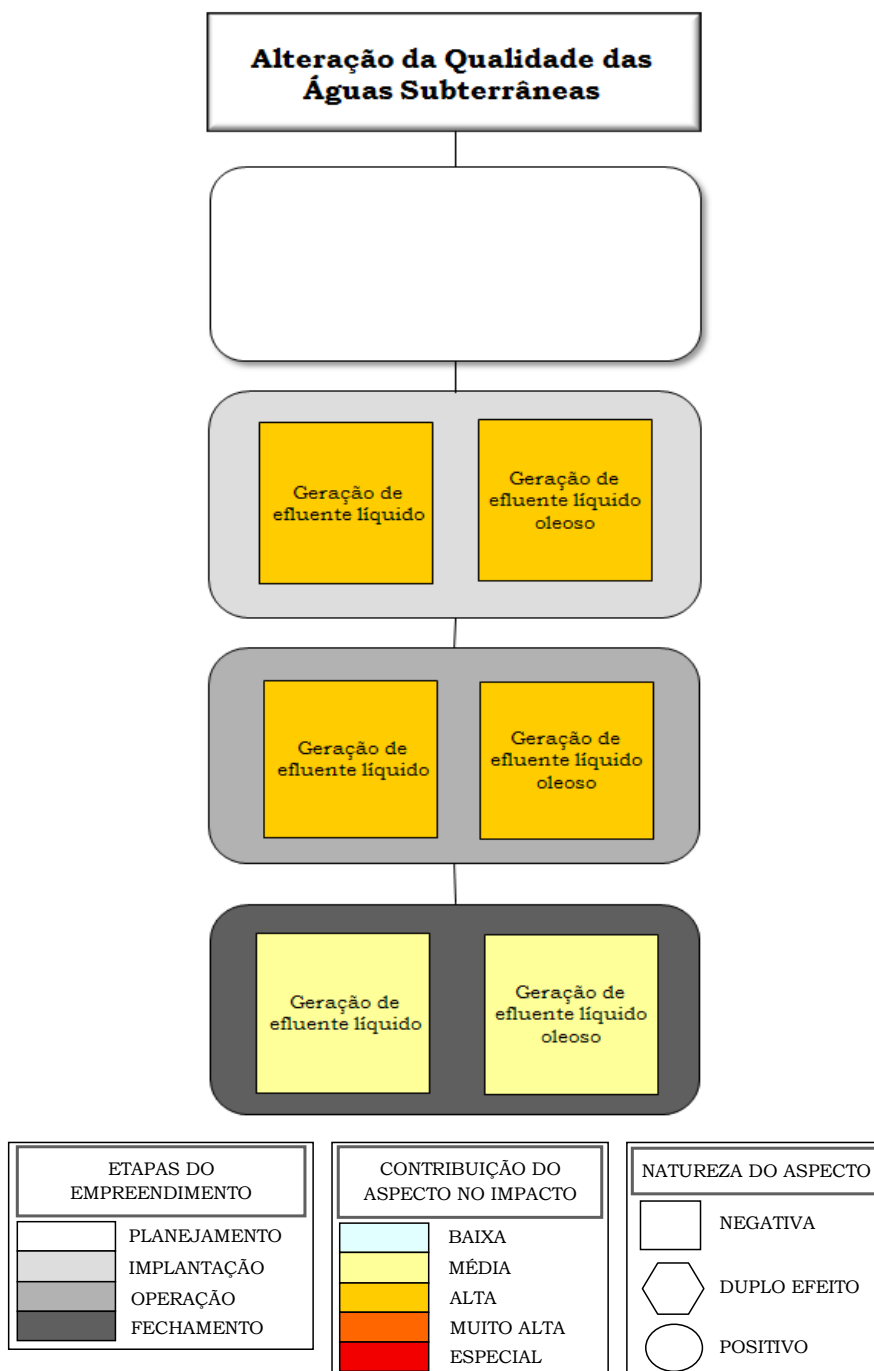 Alteração da Qualidade das
Águas Subterrâneas
Geração de
efluente líquido
Geração de
efluente líquido
oleoso
Geração de
efluente líquido
Geração de
efluente líquido
oleoso
Geração de
efluente líquido
Geração de
efluente líquido
oleoso
ETAPAS DO
EMPREENDIMENTO
PLANEJAMENTO
IMPLANTAÇÃO
OPERAÇÃO
FECHAMENTO
CONTRIBUIÇÃO DO
ASPECTO NO IMPACTO
BAIXA
MÉDIA
ALTA
MUITO ALTA
ESPECIAL
NATUREZA DO ASPECTO
NEGATIVA
DUPLO EFEITO
POSITIVO